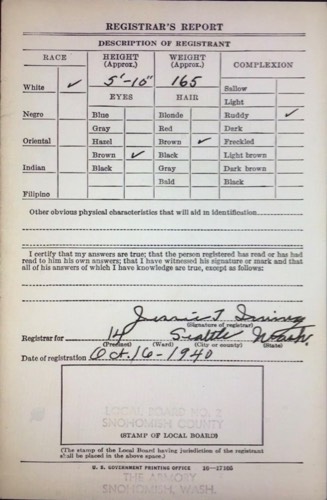 REGISTRAR'S REPORT
DESCRIPTION OF REGISTRANT
RACE
HEIGHT (Approx.)
WEIGHT (Approx.)
COMPLEXION
White ✓
5'-10"
165
Sallow
EYES
HAIR
Light
Negro
Blue
Blonde
Ruddy ✓
Gray
Red
Dark
Oriental
Hazel
Brown ✓
Freckled
Brown ✓
Black
Light brown
Indian
Black
Gray
Dark brown
Bald
Black
Filipino
Other obvious physical characteristics that will aid in identification
I certify that my answers are true; that the person registered has read or has had
read to him his own answers; that I have witnessed his signature or mark and that
all of his answers of which I have knowledge are true, except as follows:
(Signature of registrar)
Registrar for 14 Seattle Wash.
(Precinct) (Ward) (City or county) (State)
Date of registration Oct. 16-1940
LOCAL BOARD NO. 2
SNOHOMISH COUNTY
(STAMP OF LOCAL BOARD)
(The stamp of the Local Board having jurisdiction of the registrant
shall be placed in the above space.)
U. S. GOVERNMENT PRINTING OFFICE 16-17105
THE ARMORY
SNOHOMISH, WASH.